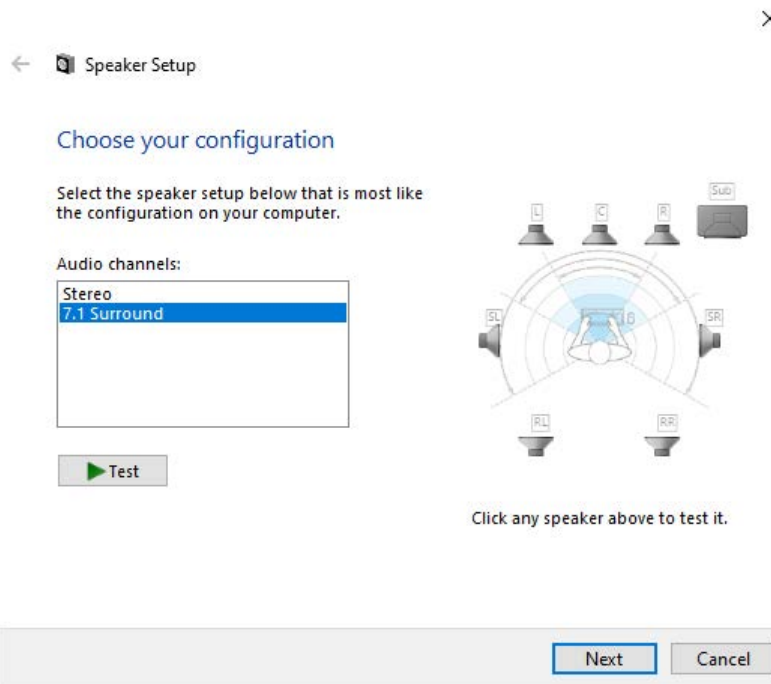 Speaker Setup
Choose your configuration
Select the speaker setup below that is most like
the configuration on your computer.
Audio channels:
Stereo
7.1 Surround
Test
L
C
R
Sub
SL
SR
RL
RR
Click any speaker above to test it.
Next
Cancel